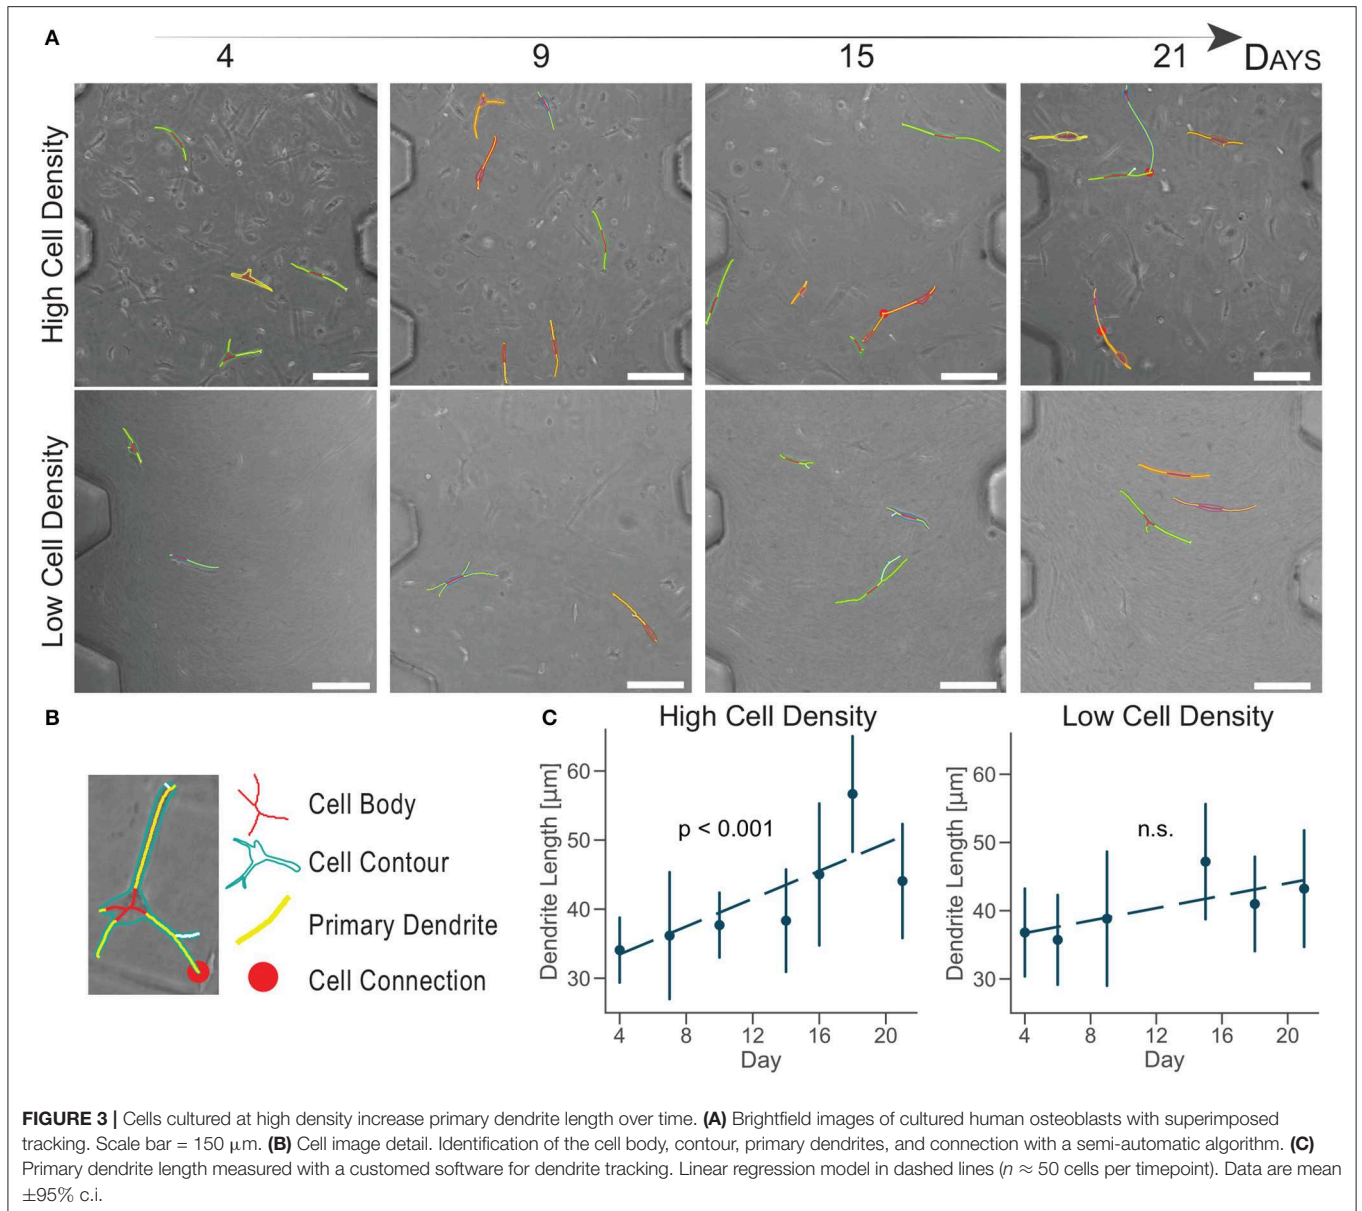 A
4 9 15 21 DAYS
High Cell Density
Low Cell Density
B
Cell Body
Cell Contour
Primary Dendrite
Cell Connection
C
High Cell Density
Dendrite Length [µm]
60
50
40
30
p < 0.001
4 8 12 16 20
Day
Low Cell Density
Dendrite Length [µm]
60
50
40
30
n.s.
4 8 12 16 20
Day
FIGURE 3 | Cells cultured at high density increase primary dendrite length over time. (A) Brightfield images of cultured human osteoblasts with superimposed
tracking. Scale bar = 150 µm. (B) Cell image detail. Identification of the cell body, contour, primary dendrites, and connection with a semi-automatic algorithm. (C)
Primary dendrite length measured with a customed software for dendrite tracking. Linear regression model in dashed lines (n ≈ 50 cells per timepoint). Data are mean
±95% c.i.